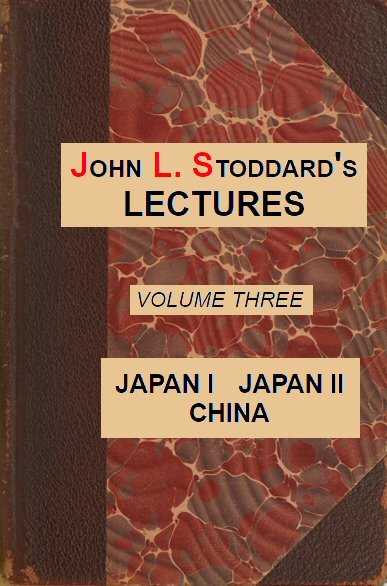 JOHN L. STODDARD'S
LECTURES
VOLUME THREE
JAPAN I JAPAN II
CHINA